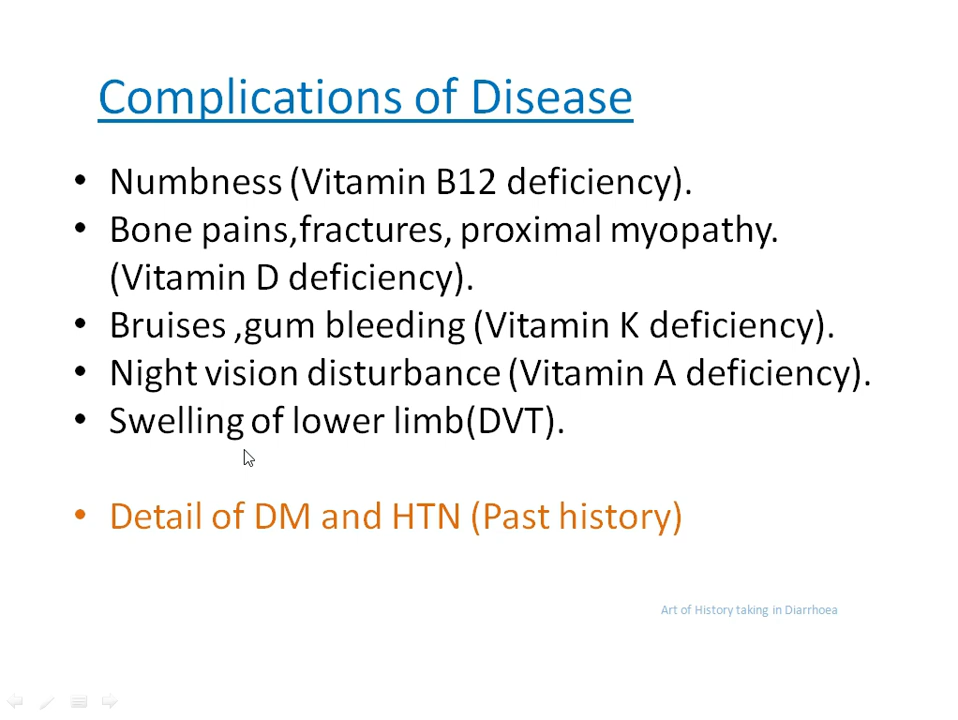 Complications of Disease
• Numbness (Vitamin B12 deficiency).
• Bone pains,fractures, proximal myopathy.
(Vitamin D deficiency).
• Bruises ,gum bleeding (Vitamin K deficiency).
• Night vision disturbance (Vitamin A deficiency).
• Swelling of lower limb(DVT).
• Detail of DM and HTN (Past history)
Art of History taking in Diarrhoea